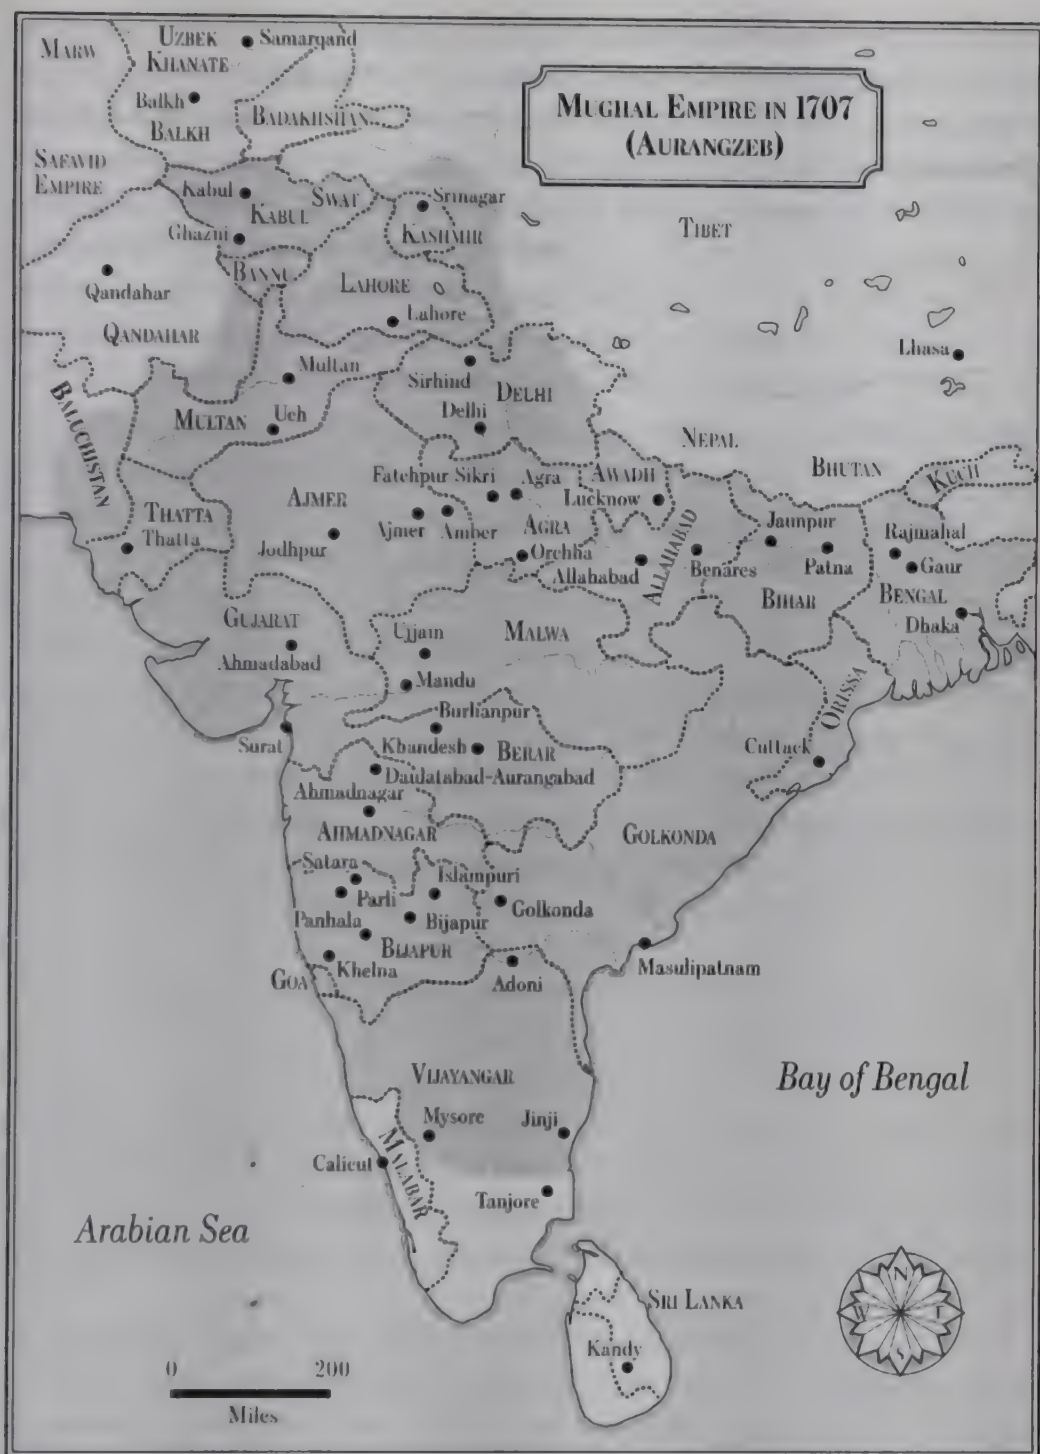 MARW
UZBEK
KHANATE
Samarqand
Balkh
BALKH
BADAKHSHAN
MUGHAL EMPIRE IN 1707
(AURANGZEB)
SAFAVID
EMPIRE
Kabul
KABUL
SWAT
Srinagar
KASHMIR
TIBET
Ghazni
BANNU
LAHORE
Qandahar
Lahore
QANDAHAR
Lhasa
Multan
Sirhind
DELHI
BALUCHISTAN
MULTAN
Uch
Delhi
NEPAL
BHUTAN
KUCH
Fatehpur Sikri
Agra
AWADH
Lucknow
AJMER
THATTA
Thatta
Jodhpur
Ajmer
Amber
AGRA
Orchha
Allahabad
ALLAHABAD
Benares
Jaunpur
Patna
Rajmahal
Gaur
BIHAR
BENGAL
Dhaka
GUJARAT
Ahmadabad
Ujjain
MALWA
Mandu
ORISSA
Burhanpur
Surat
Khandesh
BERAR
Cuttack
Daulatabad-Aurangabad
Ahmadnagar
AHMADNAGAR
GOLKONDA
Satara
Islampuri
Parli
Golkonda
Panhala
Bijapur
BIJAPUR
Khelna
GOA
Adoni
Masulipatnam
VIJAYANGAR
Bay of Bengal
Mysore
Jinji
Calicut
MALABAR
Tanjore
Arabian Sea
SRI LANKA
Kandy
N
W
S
0 200
Miles